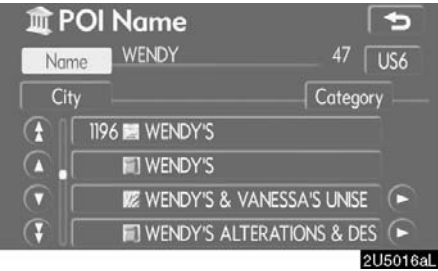 POI Name
Name WENDY 47 US6
City Category
1196 WENDY'S
WENDY'S
WENDY'S & VANESSA'S UNISE
WENDY'S ALTERATIONS & DES
2U5016aL